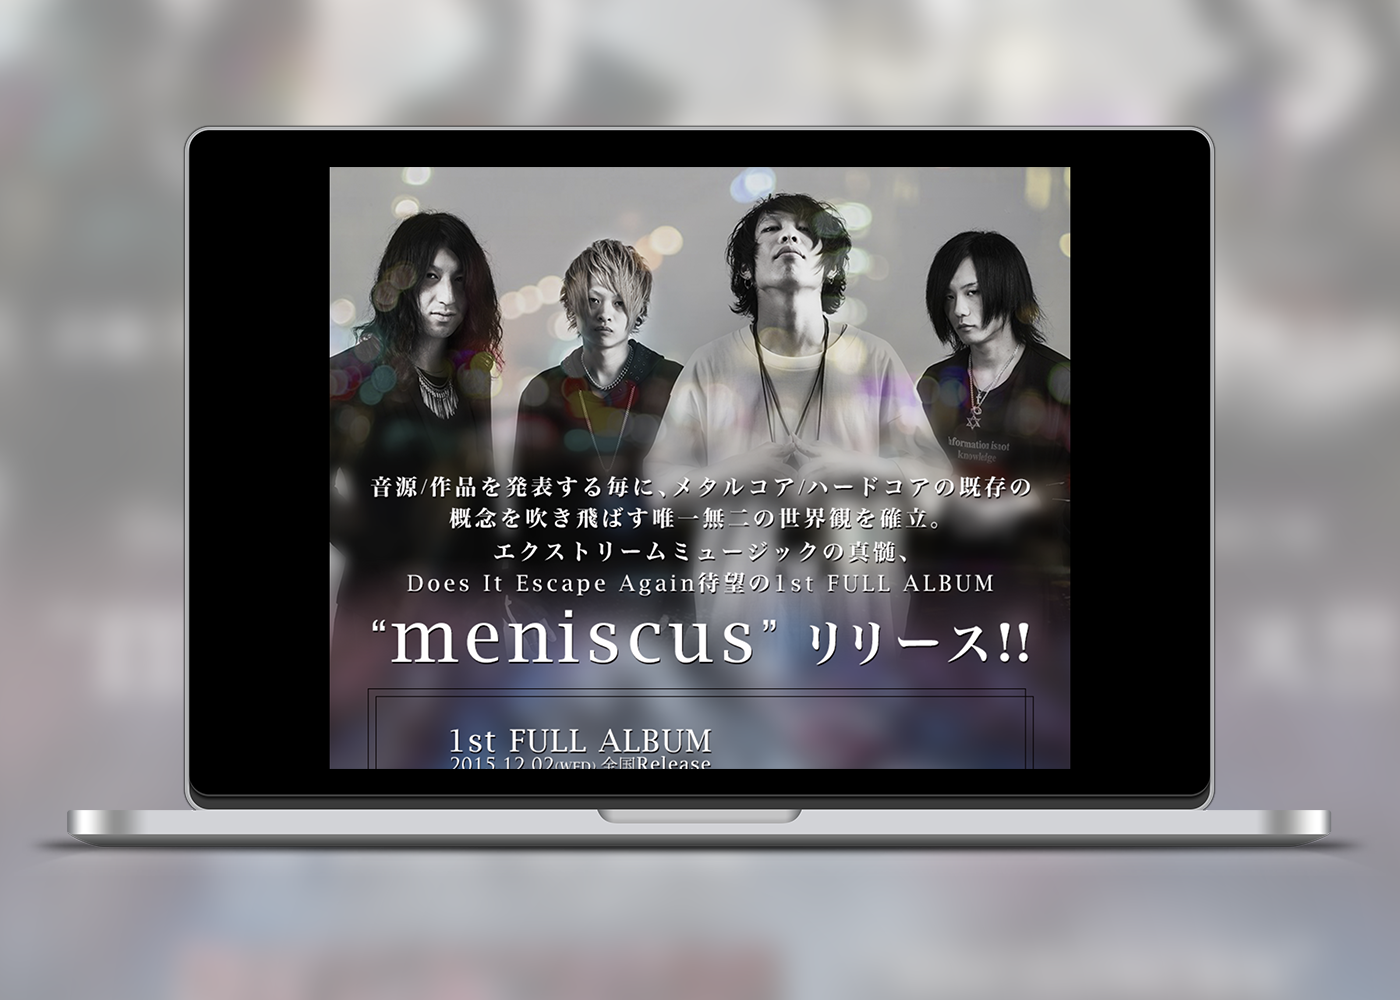 nformation is not
knowledge
音源/作品を発表する毎に、メタルコア/ハードコアの既存の
概念を吹き飛ばす唯一無二の世界観を確立。
エクストリームミュージックの真髄、
Does It Escape Again待望の1st FULL ALBUM
“meniscus” リリース!!
1st FULL ALBUM
2015.12.02(WED) 全国Release